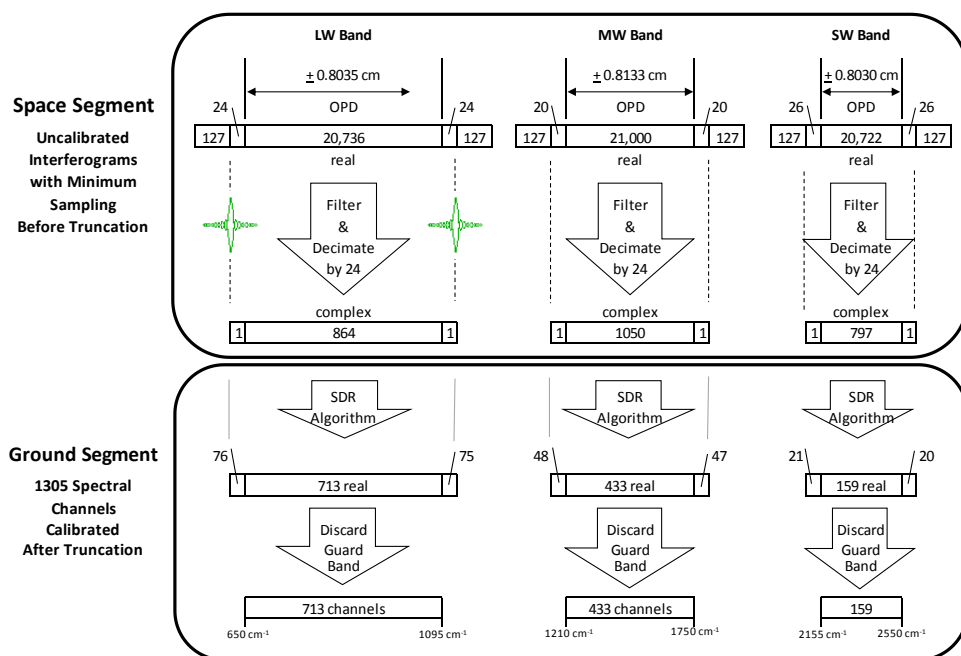 LW Band
MW Band
SW Band
± 0.8035 cm
± 0.8133 cm
± 0.8030 cm
Space Segment
24
OPD
24
20
OPD
20
26
OPD
26
Uncalibrated
Interferograms
with Minimum
Sampling
Before Truncation
127
20,736
127
127
21,000
127
127
20,722
127
real
real
real
Filter
&
Decimate
by 24
Filter
&
Decimate
by 24
Filter
&
Decimate
by 24
complex
complex
complex
1
864
1
1
1050
1
1
797
1
SDR
Algorithm
SDR
Algorithm
SDR
Algorithm
Ground Segment
76
75
48
47
21
20
1305 Spectral
Channels
Calibrated
After Truncation
713 real
433 real
159 real
Discard
Guard
Band
Discard
Guard
Band
Discard
Guard
Band
713 channels
433 channels
159
650 cm-1
1095 cm-1
1210 cm-1
1750 cm-1
2155 cm-1
2550 cm-1